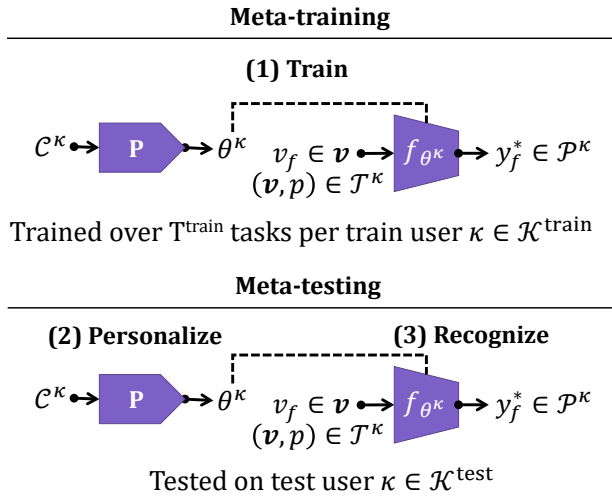 Meta-training
(1) Train
𝒞^κ P θ^κ v_f ∈ 𝒗 f_θ^κ y_f^* ∈ 𝒫^κ
(𝒗, p) ∈ 𝒯^κ
Trained over T^train tasks per train user κ ∈ 𝒦^train
Meta-testing
(2) Personalize (3) Recognize
𝒞^κ P θ^κ v_f ∈ 𝒗 f_θ^κ y_f^* ∈ 𝒫^κ
(𝒗, p) ∈ 𝒯^κ
Tested on test user κ ∈ 𝒦^test